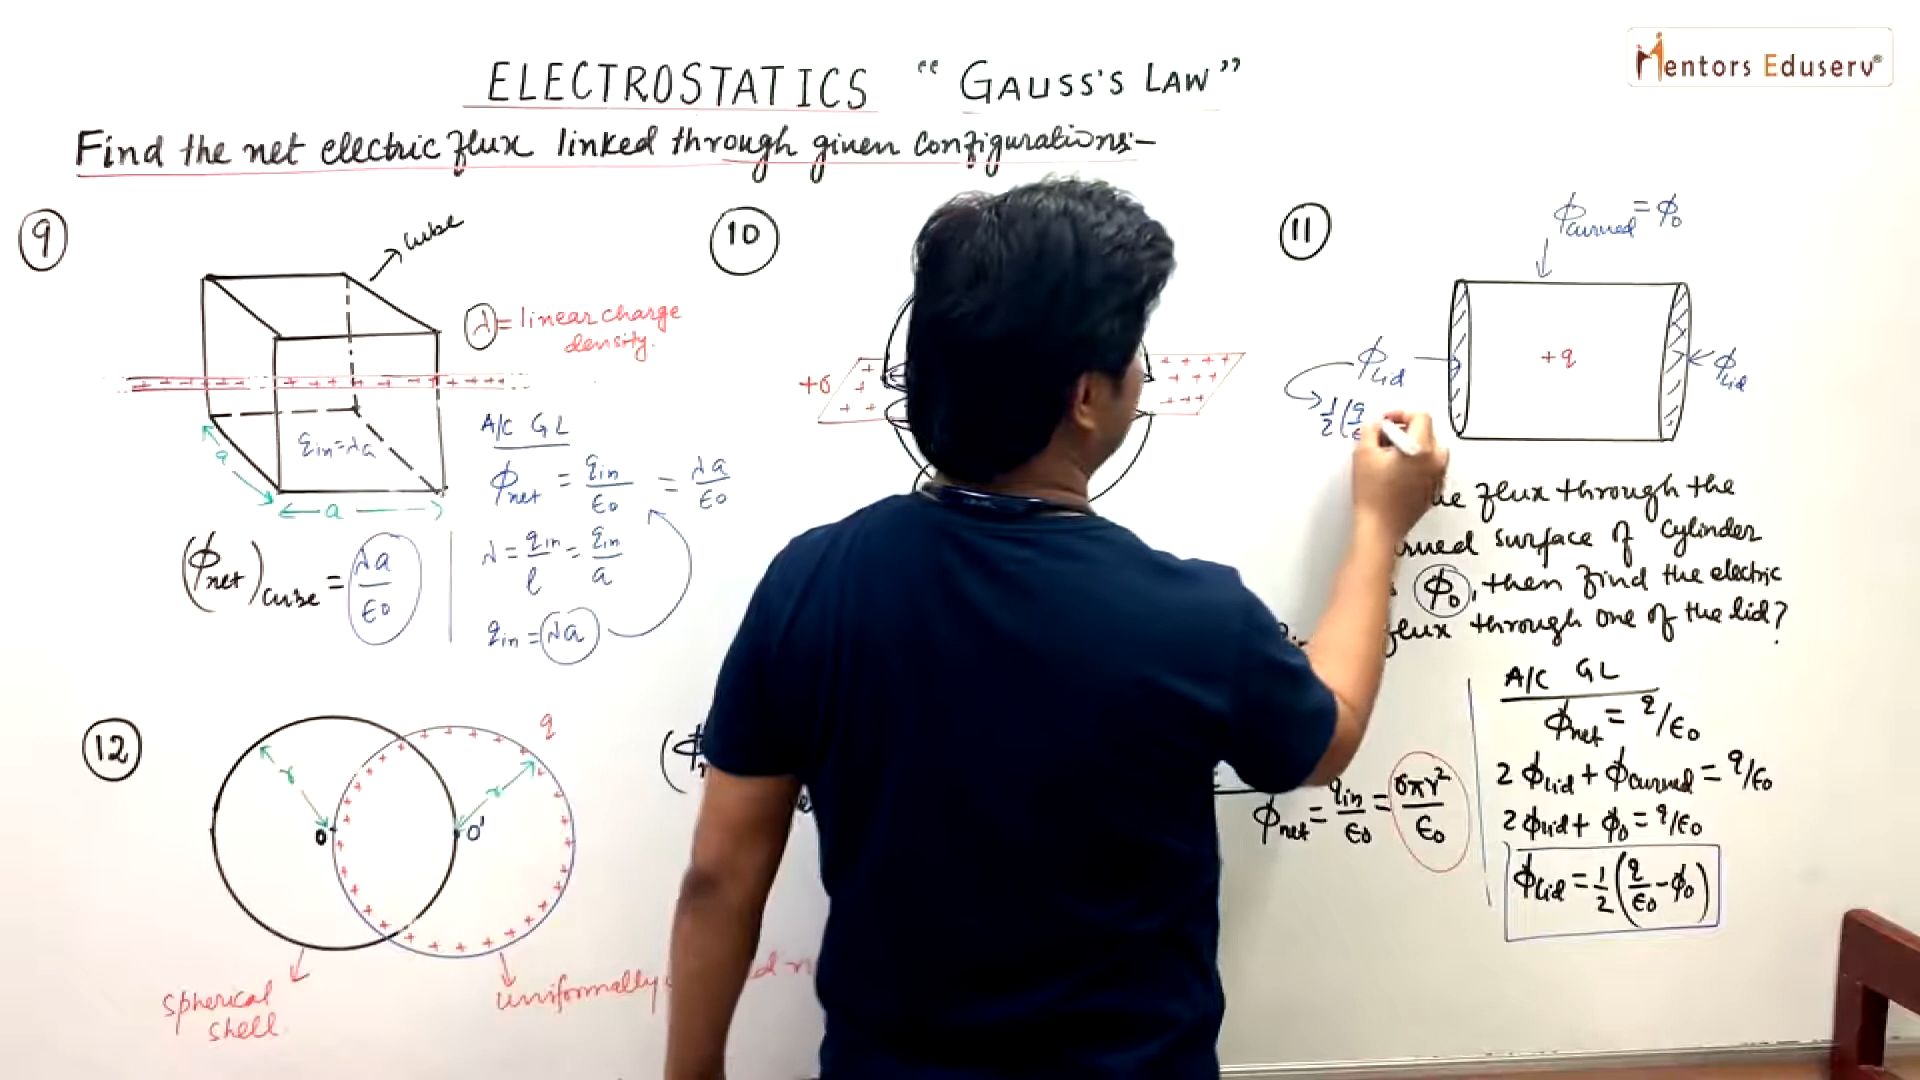 ELECTROSTATICS "GAUSS'S LAW"
Mentors Eduserv®
Find the net electric flux linked through given configurations:-
9
cube
λ = linear charge
density.
+ + + + + + + + + + + + + + +
q_in = λa
a
a
A/C GL
ϕ_net = q_in/ε0 = λa/ε0
λ = q_in/l = q_in/a
q_in = λa
(ϕ_net)_cube = λa/ε0
10
+σ
ϕ_net = q_in/ε0 = σπr²/ε0
11
ϕ_curved = ϕ0
+q
ϕ_lid
ϕ_lid
1/2 (q
flux through the
surface of cylinder
ϕ0, then find the electric
flux through one of the lid?
A/C GL
ϕ_net = q/ε0
2ϕ_lid + ϕ_curved = q/ε0
2ϕ_lid + ϕ0 = q/ε0
ϕ_lid = 1/2 (q/ε0 - ϕ0)
12
q
r
r
O
O'
Spherical
shell
Uniformally